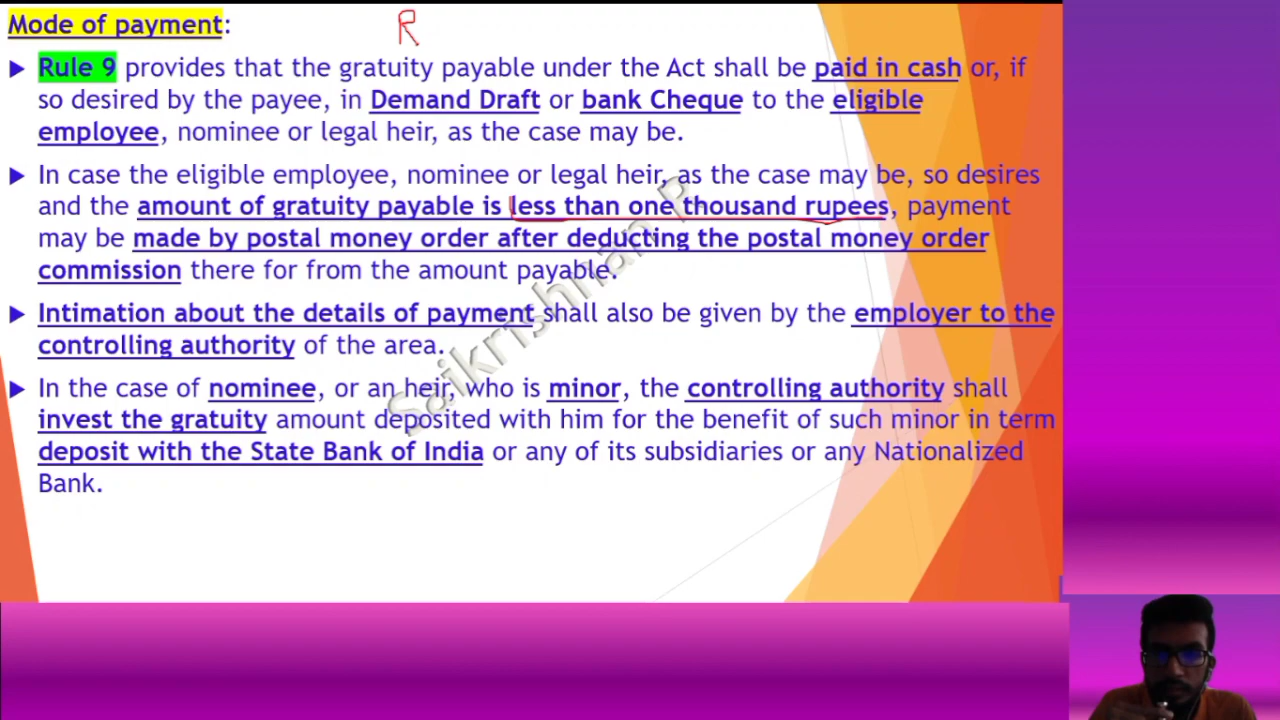 Mode of payment:
R
Rule 9 provides that the gratuity payable under the Act shall be paid in cash or, if
so desired by the payee, in Demand Draft or bank Cheque to the eligible
employee, nominee or legal heir, as the case may be.
In case the eligible employee, nominee or legal heir, as the case may be, so desires
and the amount of gratuity payable is less than one thousand rupees, payment
may be made by postal money order after deducting the postal money order
commission there for from the amount payable.
Intimation about the details of payment shall also be given by the employer to the
controlling authority of the area.
In the case of nominee, or an heir, who is minor, the controlling authority shall
invest the gratuity amount deposited with him for the benefit of such minor in term
deposit with the State Bank of India or any of its subsidiaries or any Nationalized
Bank.
Saikrishnan R